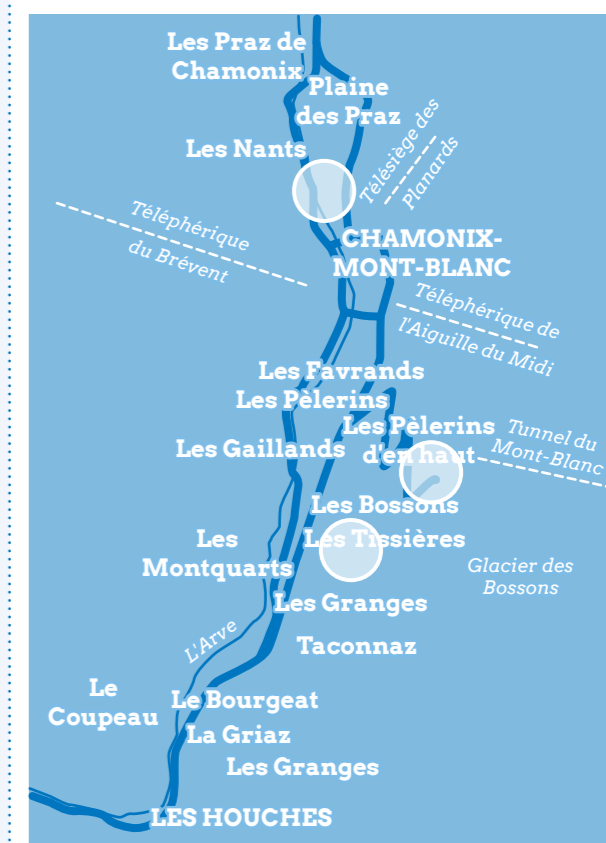 Les Praz de
Chamonix
Plaine
des Praz
Les Nants
Télésiège des
Planards
Téléphérique
du Brévent
CHAMONIX-
MONT-BLANC
Téléphérique de
l'Aiguille du Midi
Les Favrands
Les Pèlerins
Les Pèlerins
d'en haut
Les Gaillands
Tunnel du
Mont-Blanc
Les Bossons
Les Tissières
Les
Montquarts
Glacier des
Bossons
Les Granges
L'Arve
Taconnaz
Le
Coupeau
Le Bourgeat
La Griaz
Les Granges
LES HOUCHES